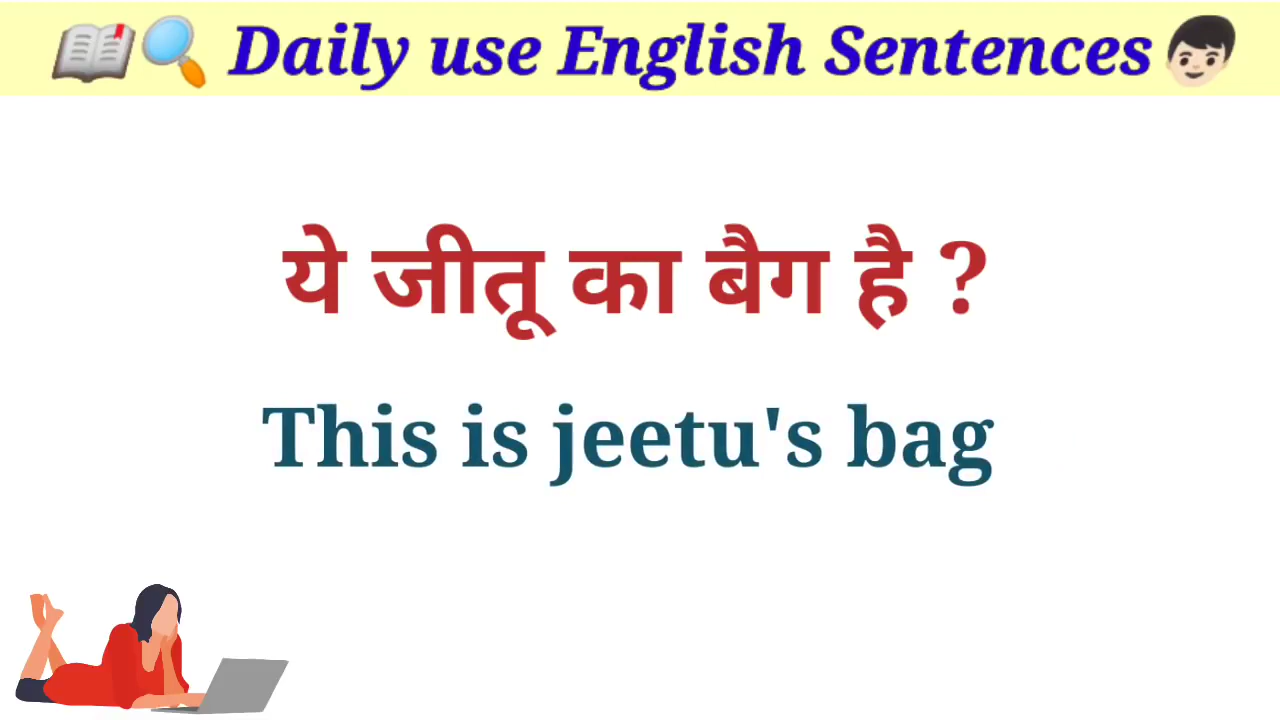 Daily use English Sentences
ये जीतू का बैग है ?
This is jeetu's bag